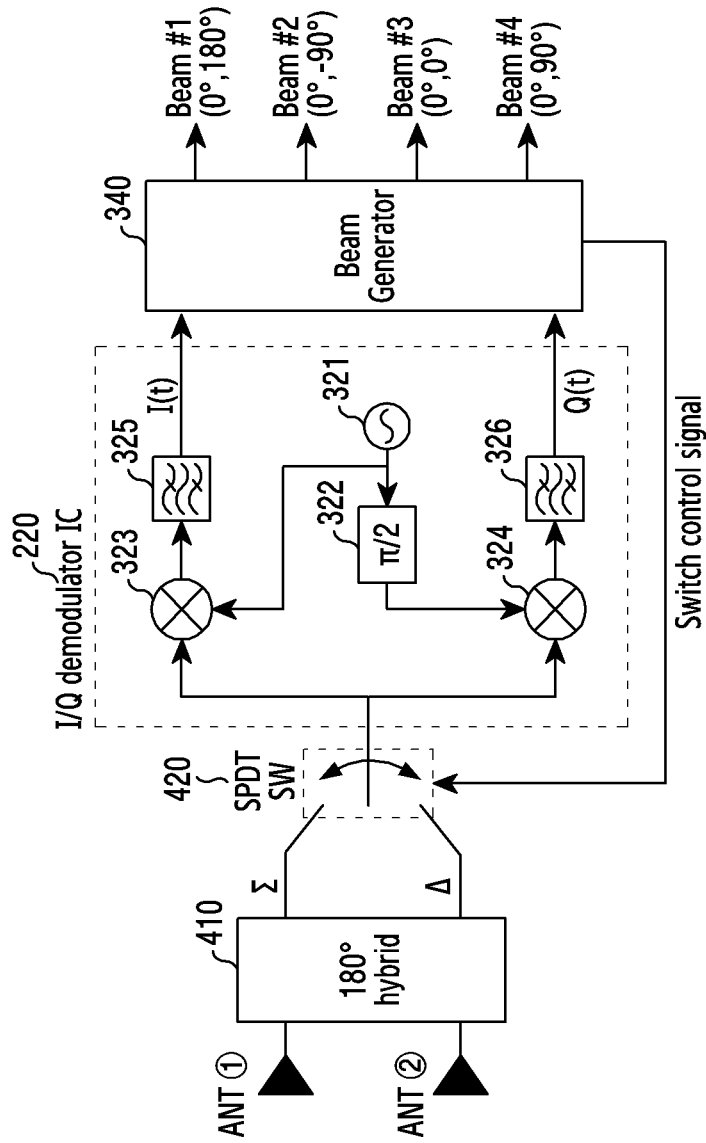 ANT ①
ANT ②
410
180°
hybrid
Σ
Δ
420
SPDT
SW
220
I/Q demodulator IC
323
325
I(t)
321
322
π/2
324
326
Q(t)
340
Beam
Generator
Beam #1
(0°,180°)
Beam #2
(0°,-90°)
Beam #3
(0°,0°)
Beam #4
(0°,90°)
Switch control signal